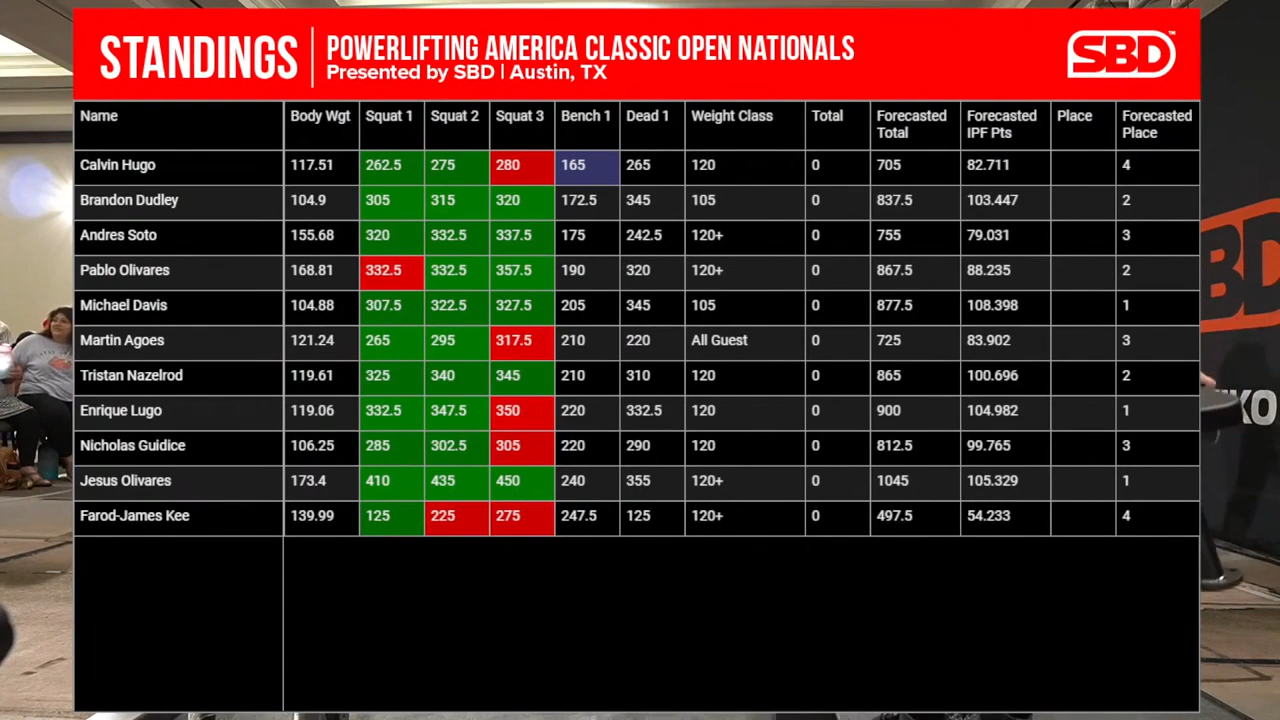 STANDINGS
POWERLIFTING AMERICA CLASSIC OPEN NATIONALS
Presented by SBD | Austin, TX
SBD™
Name Body Wgt Squat 1 Squat 2 Squat 3 Bench 1 Dead 1 Weight Class Total Forecasted Total Forecasted IPF Pts Place Forecasted Place
Calvin Hugo 117.51 262.5 275 280 165 265 120 0 705 82.711 4
Brandon Dudley 104.9 305 315 320 172.5 345 105 0 837.5 103.447 2
Andres Soto 155.68 320 332.5 337.5 175 242.5 120+ 0 755 79.031 3
Pablo Olivares 168.81 332.5 332.5 357.5 190 320 120+ 0 867.5 88.235 2
Michael Davis 104.88 307.5 322.5 327.5 205 345 105 0 877.5 108.398 1
Martin Agoes 121.24 265 295 317.5 210 220 All Guest 0 725 83.902 3
Tristan Nazelrod 119.61 325 340 345 210 310 120 0 865 100.696 2
Enrique Lugo 119.06 332.5 347.5 350 220 332.5 120 0 900 104.982 1
Nicholas Guidice 106.25 285 302.5 305 220 290 120 0 812.5 99.765 3
Jesus Olivares 173.4 410 435 450 240 355 120+ 0 1045 105.329 1
Farod-James Kee 139.99 125 225 275 247.5 125 120+ 0 497.5 54.233 4
BD
KO